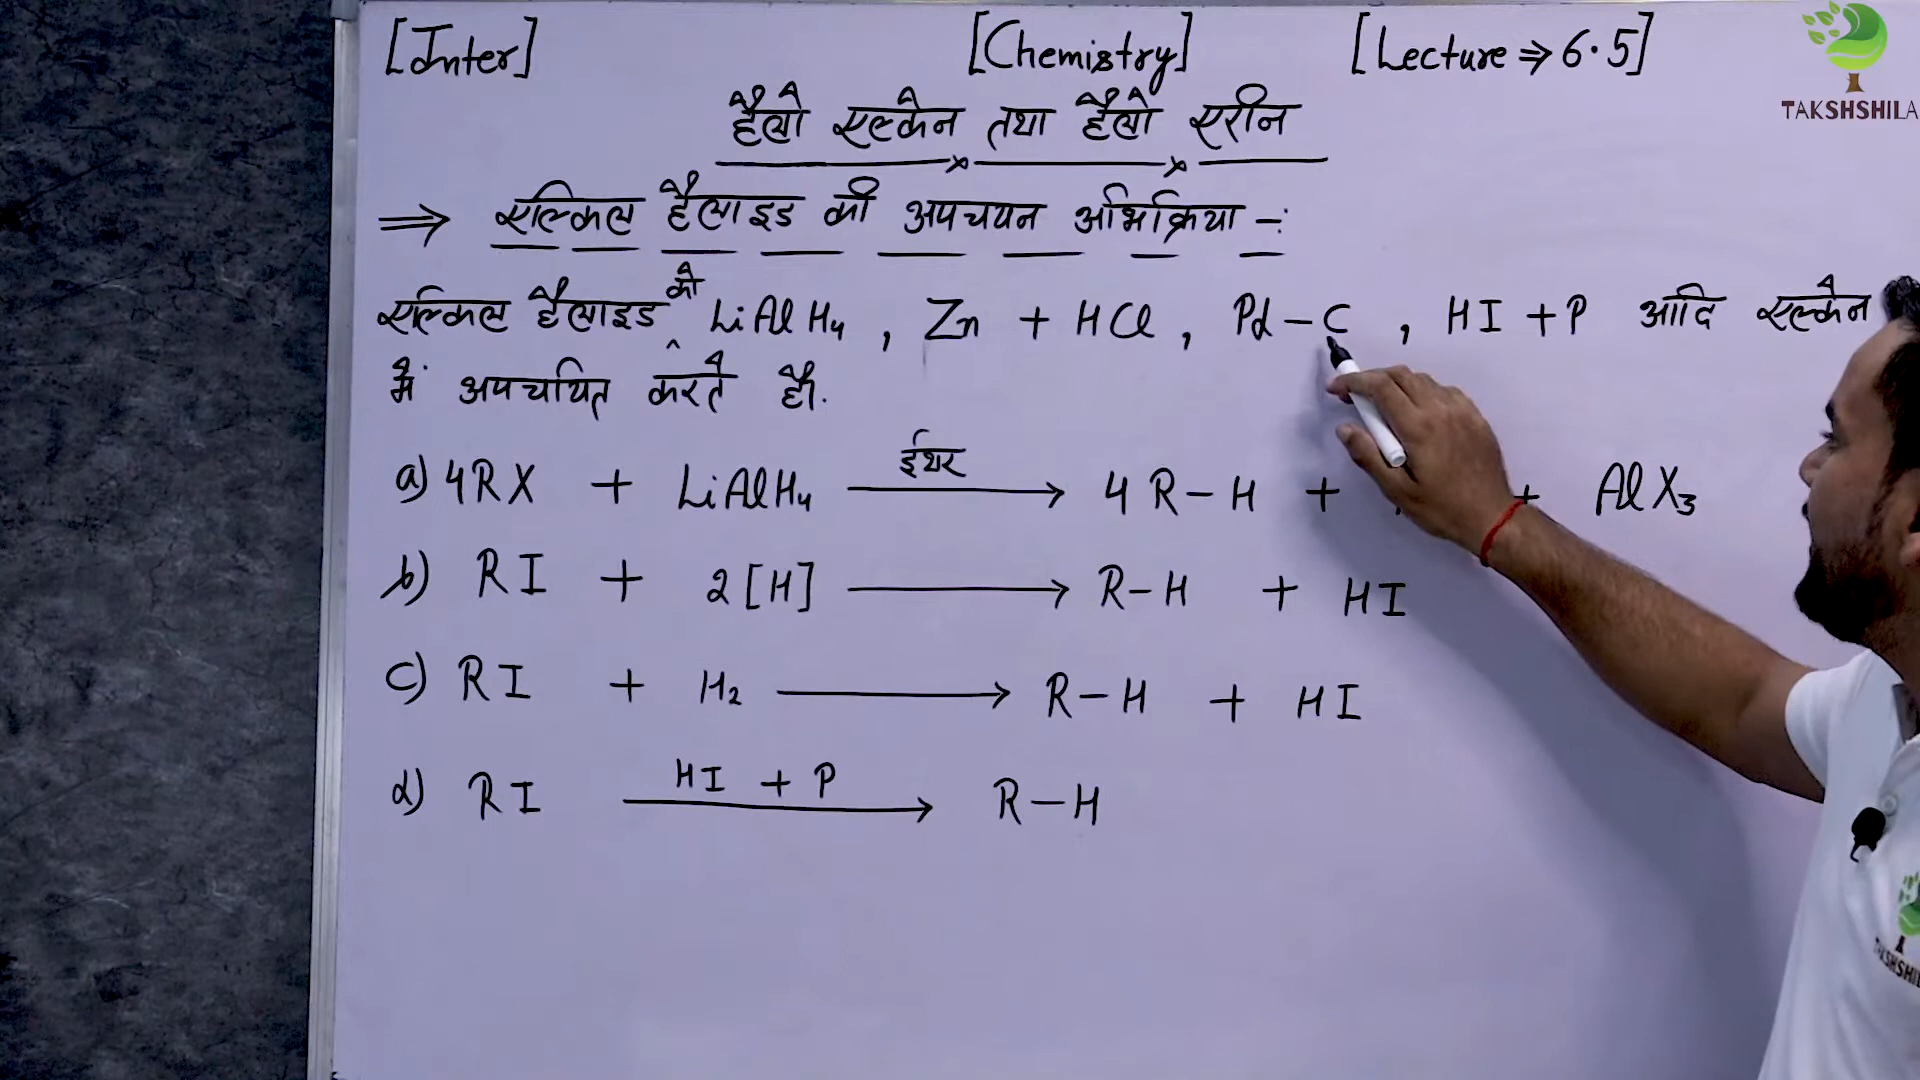 [Inter] [Chemistry] [Lecture ⇒ 6.5]
TAKSHSHILA
हैलो एल्केन तथा हैलो एरीन
⇒ एल्किल हैलाइड की अपचयन अभिक्रिया -:
एल्किल हैलाइड को LiAlH4 , Zn + HCl , Pd - C , HI + P आदि एल्केन
में अपचयित करते हैं.
a) 4RX + LiAlH4 ईथर → 4R-H + + AlX3
b) RI + 2[H] → R-H + HI
c) RI + H2 → R-H + HI
d) RI HI + P → R-H